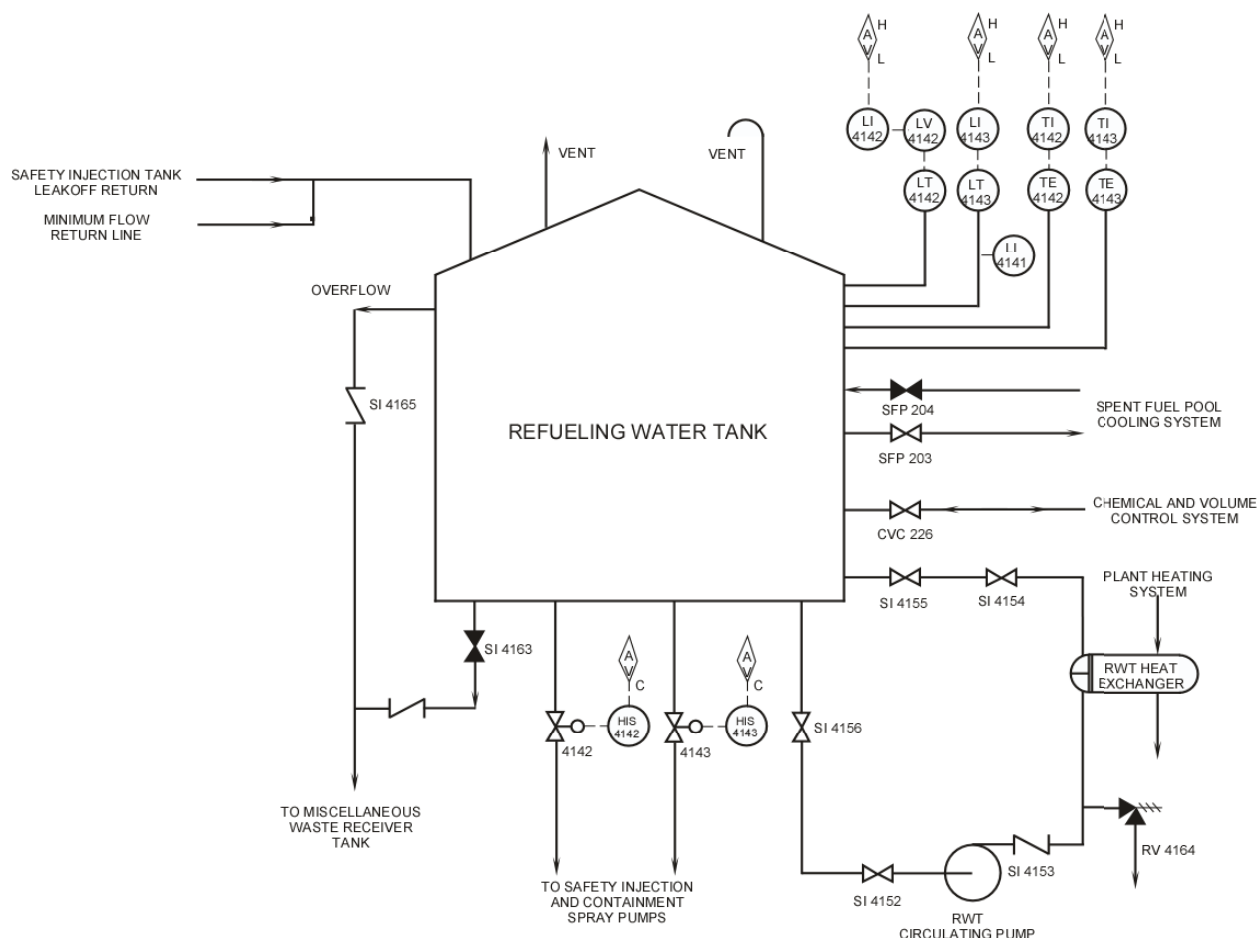 H
A
V
L
H
A
V
L
H
A
V
L
H
A
V
L
LI
4142
LV
4142
LI
4143
TI
4142
TI
4143
LT
4142
LT
4143
TE
4142
TE
4143
LI
4141
VENT
VENT
SAFETY INJECTION TANK
LEAKOFF RETURN
MINIMUM FLOW
RETURN LINE
OVERFLOW
SI 4165
REFUELING WATER TANK
SFP 204
SPENT FUEL POOL
COOLING SYSTEM
SFP 203
CHEMICAL AND VOLUME
CONTROL SYSTEM
CVC 226
SI 4155
SI 4154
PLANT HEATING
SYSTEM
RWT HEAT
EXCHANGER
SI 4163
A
V
C
HIS
4142
4142
A
V
C
HIS
4143
4143
SI 4156
TO MISCELLANEOUS
WASTE RECEIVER
TANK
TO SAFETY INJECTION
AND CONTAINMENT
SPRAY PUMPS
SI 4152
SI 4153
RV 4164
RWT
CIRCULATING PUMP